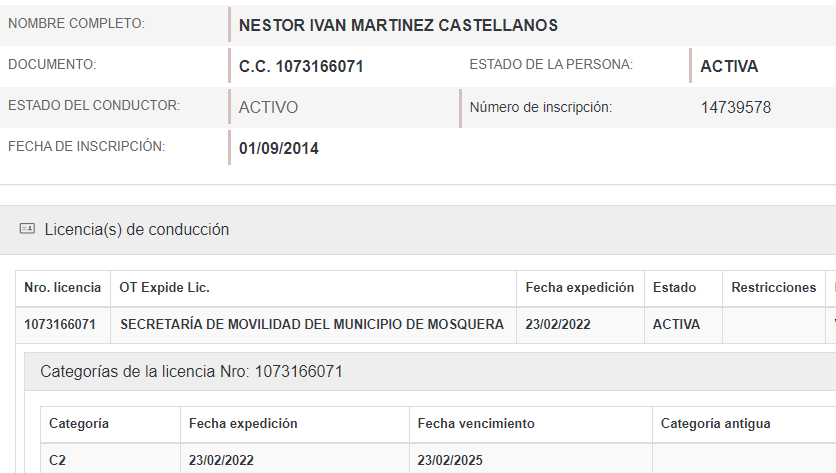 NOMBRE COMPLETO: NESTOR IVAN MARTINEZ CASTELLANOS
DOCUMENTO: C.C. 1073166071 ESTADO DE LA PERSONA: ACTIVA
ESTADO DEL CONDUCTOR: ACTIVO Número de inscripción: 14739578
FECHA DE INSCRIPCIÓN: 01/09/2014
Licencia(s) de conducción
Nro. licencia OT Expide Lic. Fecha expedición Estado Restricciones
1073166071 SECRETARÍA DE MOVILIDAD DEL MUNICIPIO DE MOSQUERA 23/02/2022 ACTIVA
Categorías de la licencia Nro: 1073166071
Categoría Fecha expedición Fecha vencimiento Categoría antigua
C2 23/02/2022 23/02/2025